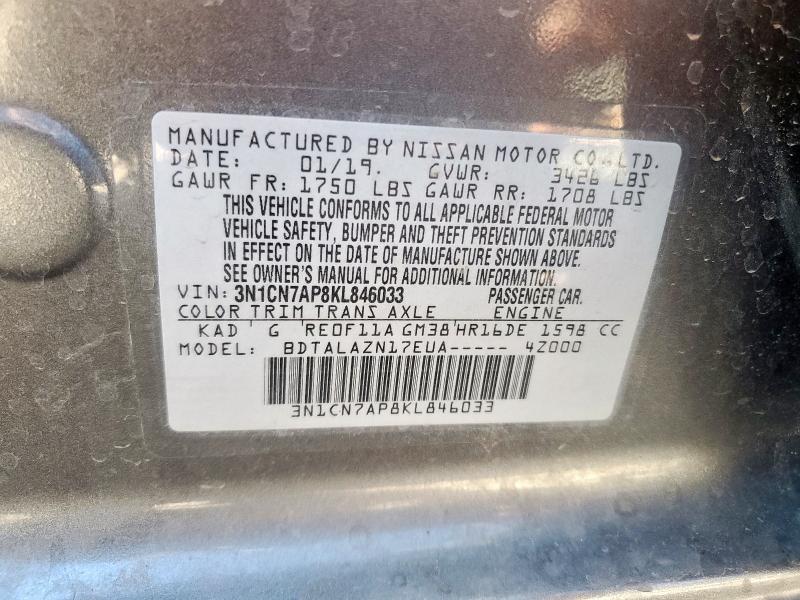 MANUFACTURED BY NISSAN MOTOR CO.,LTD.
DATE: 01/19. GVWR: 3426 LBS
GAWR FR: 1750 LBS GAWR RR: 1708 LBS
THIS VEHICLE CONFORMS TO ALL APPLICABLE FEDERAL MOTOR
VEHICLE SAFETY, BUMPER AND THEFT PREVENTION STANDARDS
IN EFFECT ON THE DATE OF MANUFACTURE SHOWN ABOVE.
SEE OWNER'S MANUAL FOR ADDITIONAL INFORMATION.
VIN: 3N1CN7AP8KL846033 PASSENGER CAR.
COLOR TRIM TRANS AXLE ENGINE
KAD G RE0F11A GM38 HR16DE 1598 CC
MODEL: BDTALAZN17EUA----- 4Z000
3N1CN7AP8KL846033